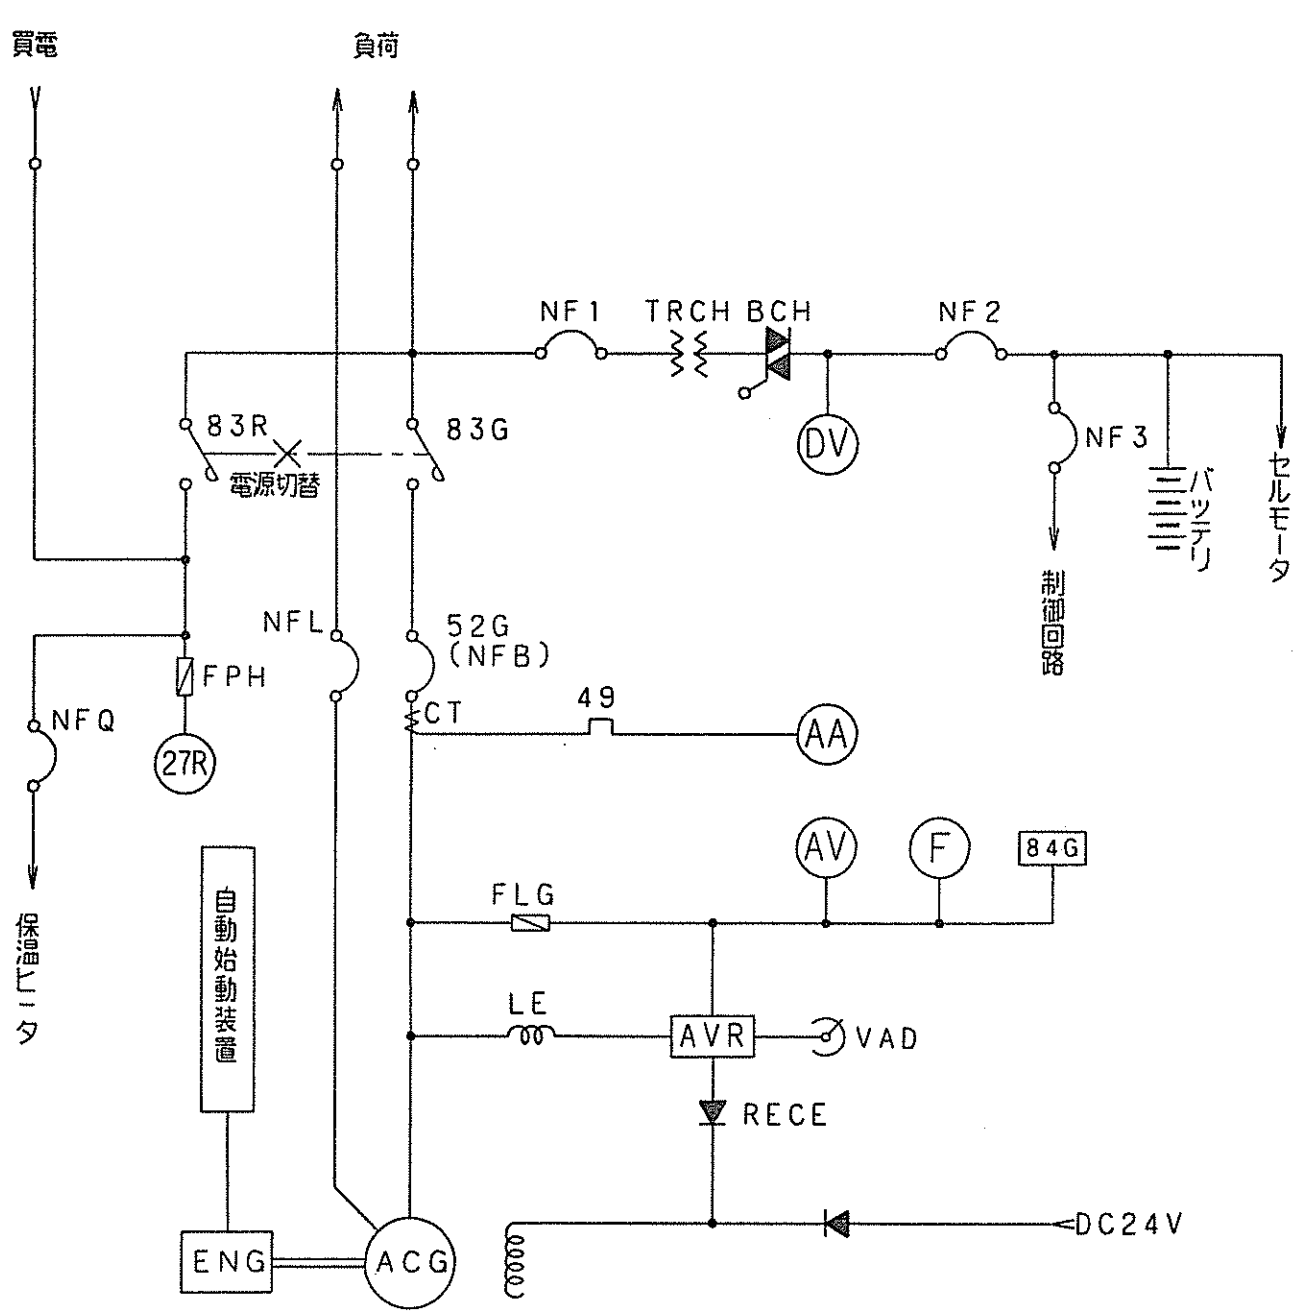 買電
負荷
NF1
TRCH
BCH
NF2
83R
83G
電源切替
DV
NF3
バッテリ
セルモータ
制御回路
NFL
52G
(NFB)
FPH
CT
49
AA
NFQ
27R
AV
F
84G
FLG
保温ヒータ
自動始動装置
LE
AVR
VAD
RECE
DC24V
ENG
ACG